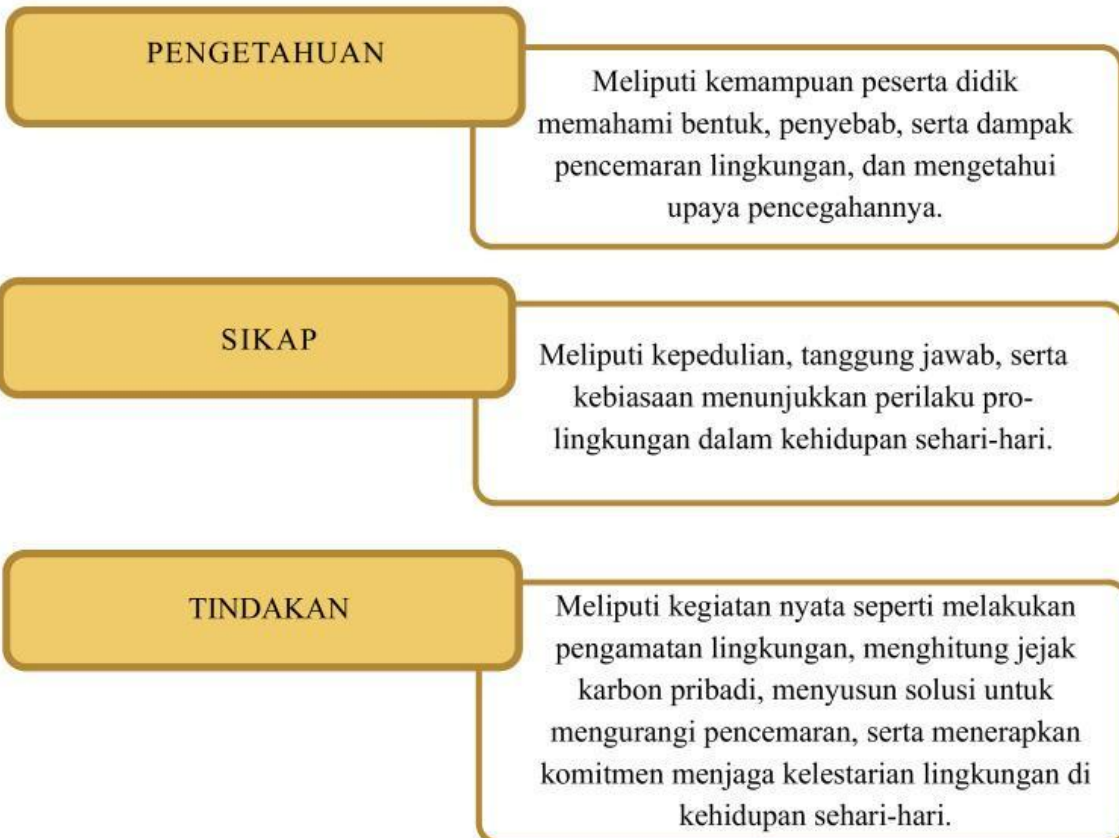 PENGETAHUAN
Meliputi kemampuan peserta didik
memahami bentuk, penyebab, serta dampak
pencemaran lingkungan, dan mengetahui
upaya pencegahannya.
SIKAP
Meliputi kepedulian, tanggung jawab, serta
kebiasaan menunjukkan perilaku pro-
lingkungan dalam kehidupan sehari-hari.
TINDAKAN
Meliputi kegiatan nyata seperti melakukan
pengamatan lingkungan, menghitung jejak
karbon pribadi, menyusun solusi untuk
mengurangi pencemaran, serta menerapkan
komitmen menjaga kelestarian lingkungan di
kehidupan sehari-hari.